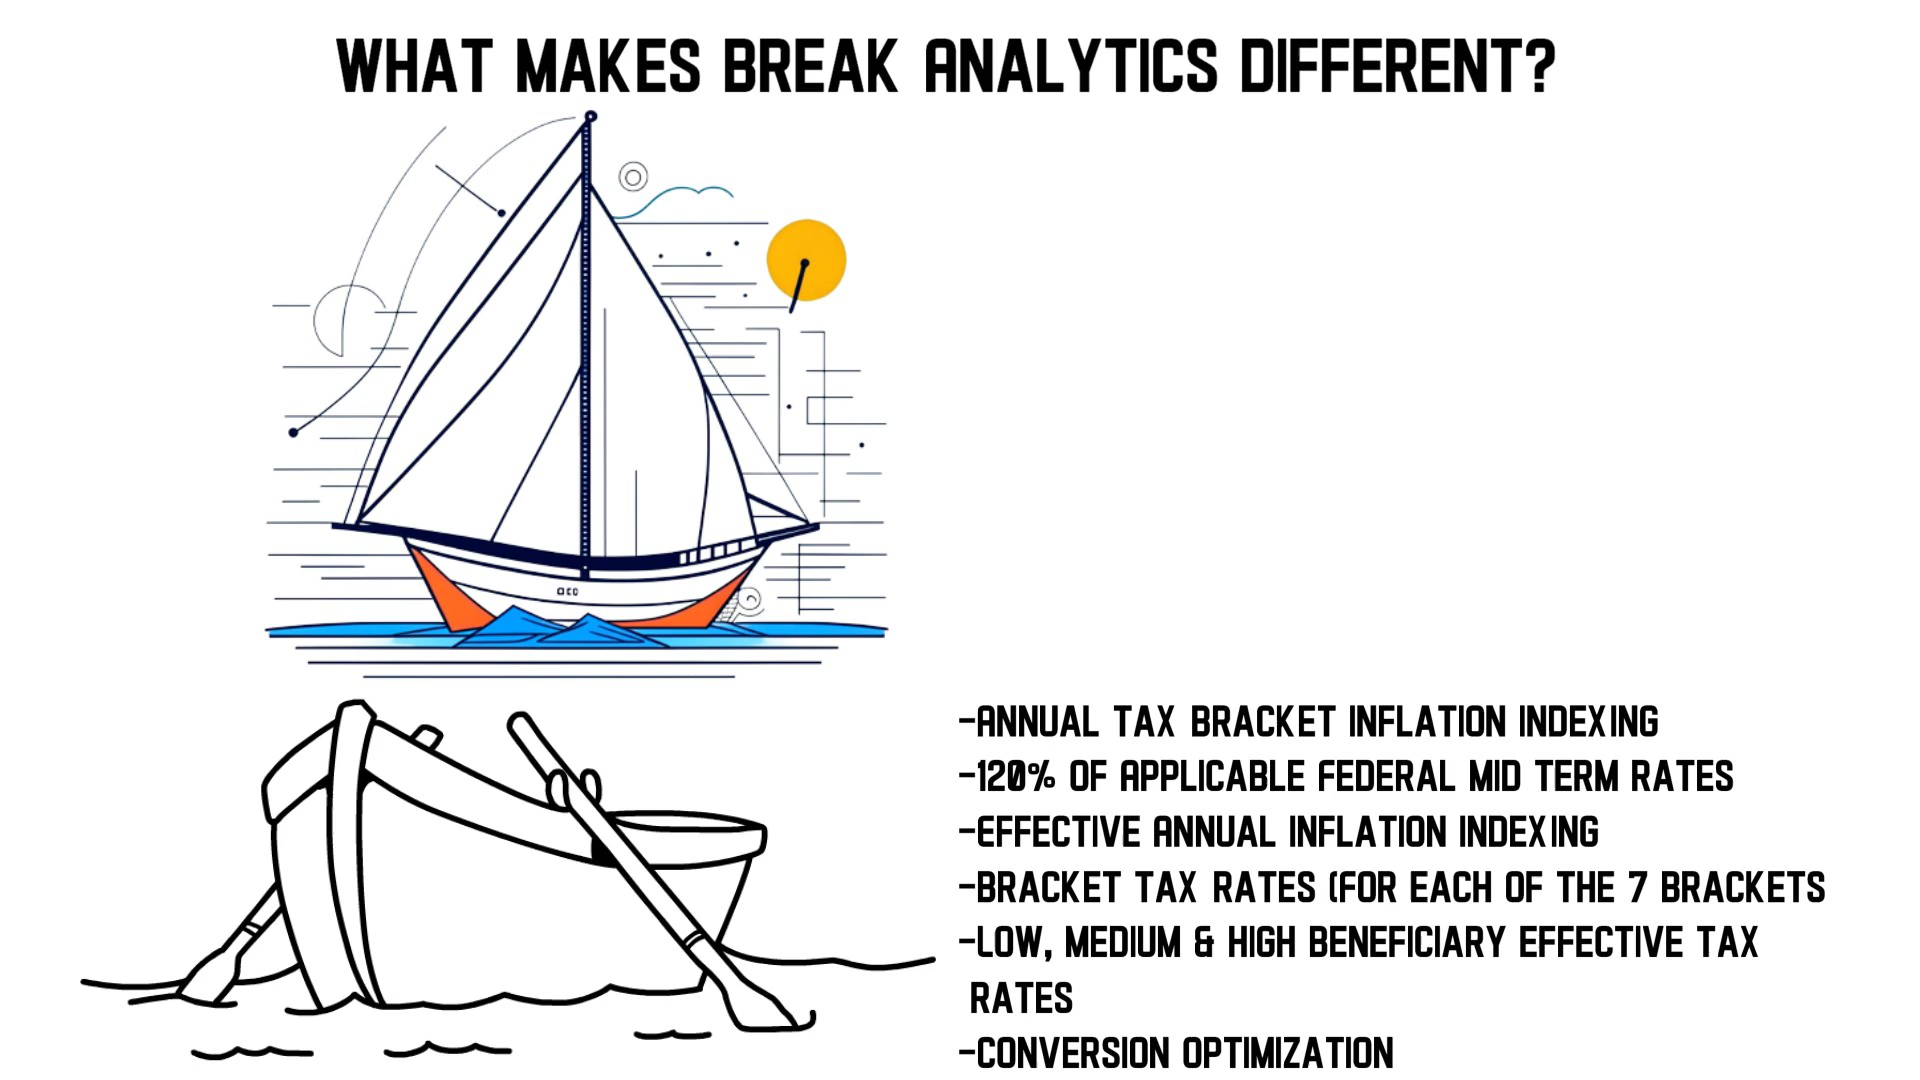 WHAT MAKES BREAK ANALYTICS DIFFERENT?
-ANNUAL TAX BRACKET INFLATION INDEXING
-120% OF APPLICABLE FEDERAL MID TERM RATES
-EFFECTIVE ANNUAL INFLATION INDEXING
-BRACKET TAX RATES (FOR EACH OF THE 7 BRACKETS
-LOW, MEDIUM & HIGH BENEFICIARY EFFECTIVE TAX
RATES
-CONVERSION OPTIMIZATION